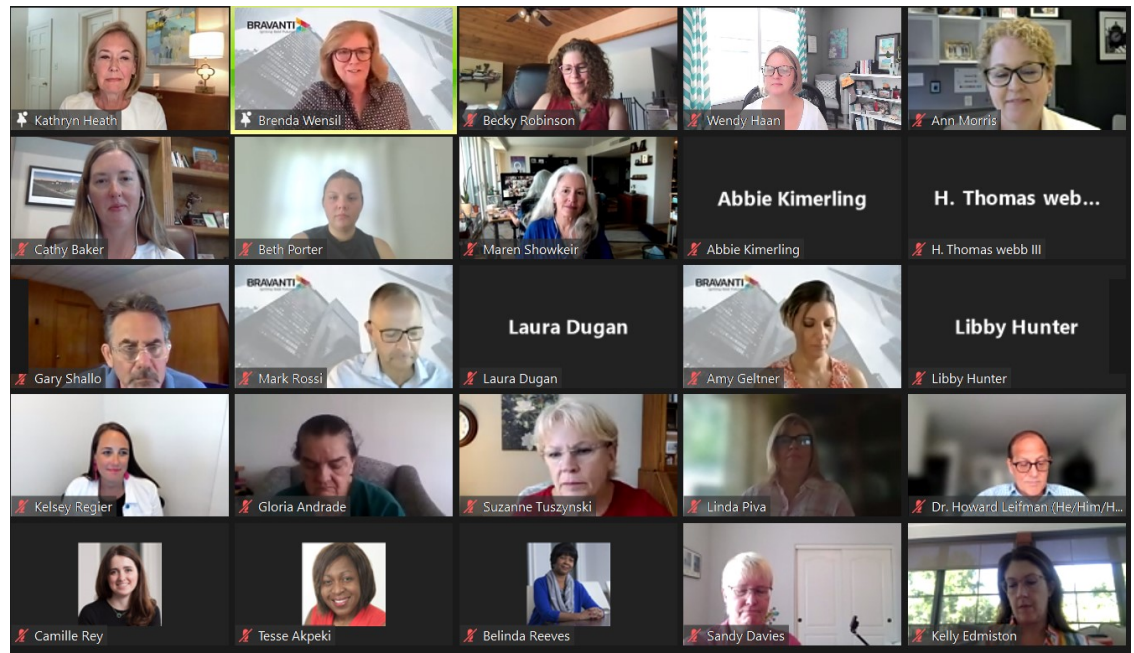 BRAVANTI
Kathryn Heath
Brenda Wensil
Becky Robinson
Wendy Haan
Ann Morris
Abbie Kimerling
H. Thomas web...
Cathy Baker
Beth Porter
Maren Showkeir
Abbie Kimerling
H. Thomas webb III
BRAVANTI
Laura Dugan
BRAVANTI
Libby Hunter
Gary Shallo
Mark Rossi
Laura Dugan
Amy Geltner
Libby Hunter
Kelsey Regier
Gloria Andrade
Suzanne Tuszynski
Linda Piva
Dr. Howard Leifman (He/Him/H...
Camille Rey
Tesse Akpeki
Belinda Reeves
Sandy Davies
Kelly Edmiston